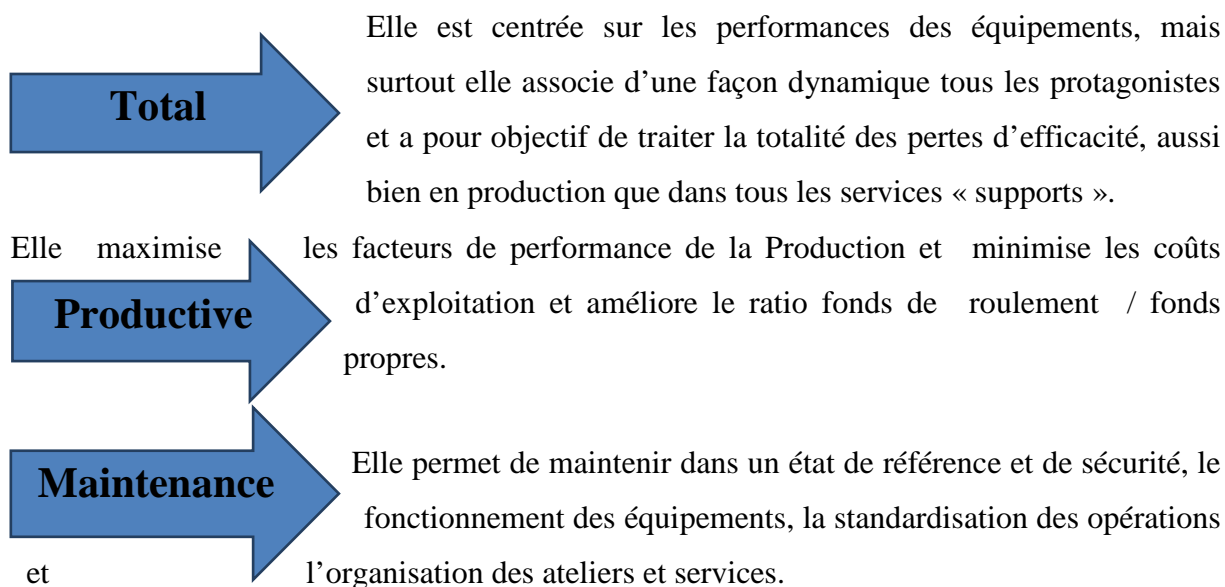 Total
Elle est centrée sur les performances des équipements, mais
surtout elle associe d’une façon dynamique tous les protagonistes
et a pour objectif de traiter la totalité des pertes d’efficacité, aussi
bien en production que dans tous les services « supports ».
Productive
Elle maximise les facteurs de performance de la Production et minimise les coûts
d’exploitation et améliore le ratio fonds de roulement / fonds
propres.
Maintenance
Elle permet de maintenir dans un état de référence et de sécurité, le
fonctionnement des équipements, la standardisation des opérations
et l’organisation des ateliers et services.